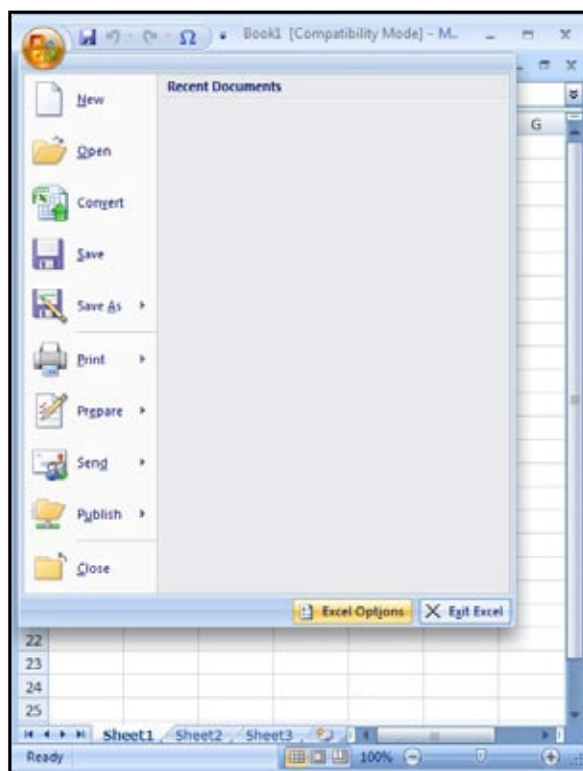 Book1 [Compatibility Mode] - M..
New
Recent Documents
Open
Convert
Save
Save As
Print
Prepare
Send
Publish
Close
Excel Options
Exit Excel
G
22
23
24
25
Sheet1 Sheet2 Sheet3
Ready
100%